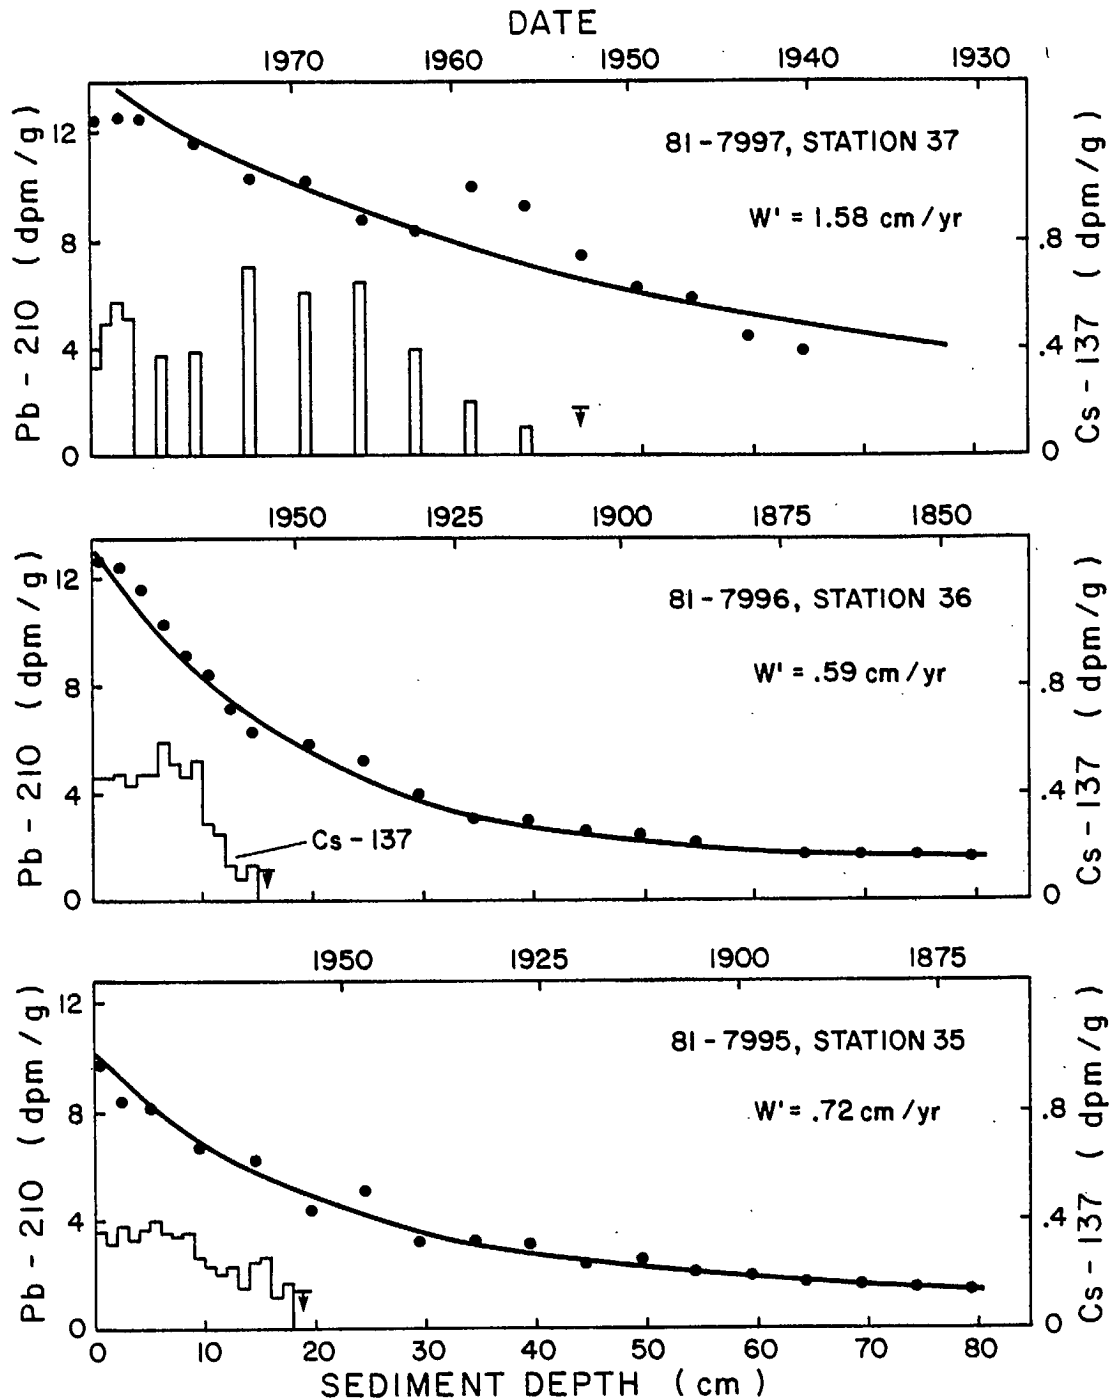 DATE
1970 1960 1950 1940 1930
Pb - 210 (dpm/g)
12
8
4
0
81-7997, STATION 37
W' = 1.58 cm/yr
.8
.4
0
Cs-137 (dpm/g)
1950 1925 1900 1875 1850
Pb - 210 (dpm/g)
12
8
4
0
81-7996, STATION 36
W' = .59 cm/yr
Cs-137
.8
.4
0
Cs-137 (dpm/g)
1950 1925 1900 1875
Pb - 210 (dpm/g)
12
8
4
0
81-7995, STATION 35
W' = .72 cm/yr
.8
.4
0
Cs-137 (dpm/g)
0 10 20 30 40 50 60 70 80
SEDIMENT DEPTH (cm)